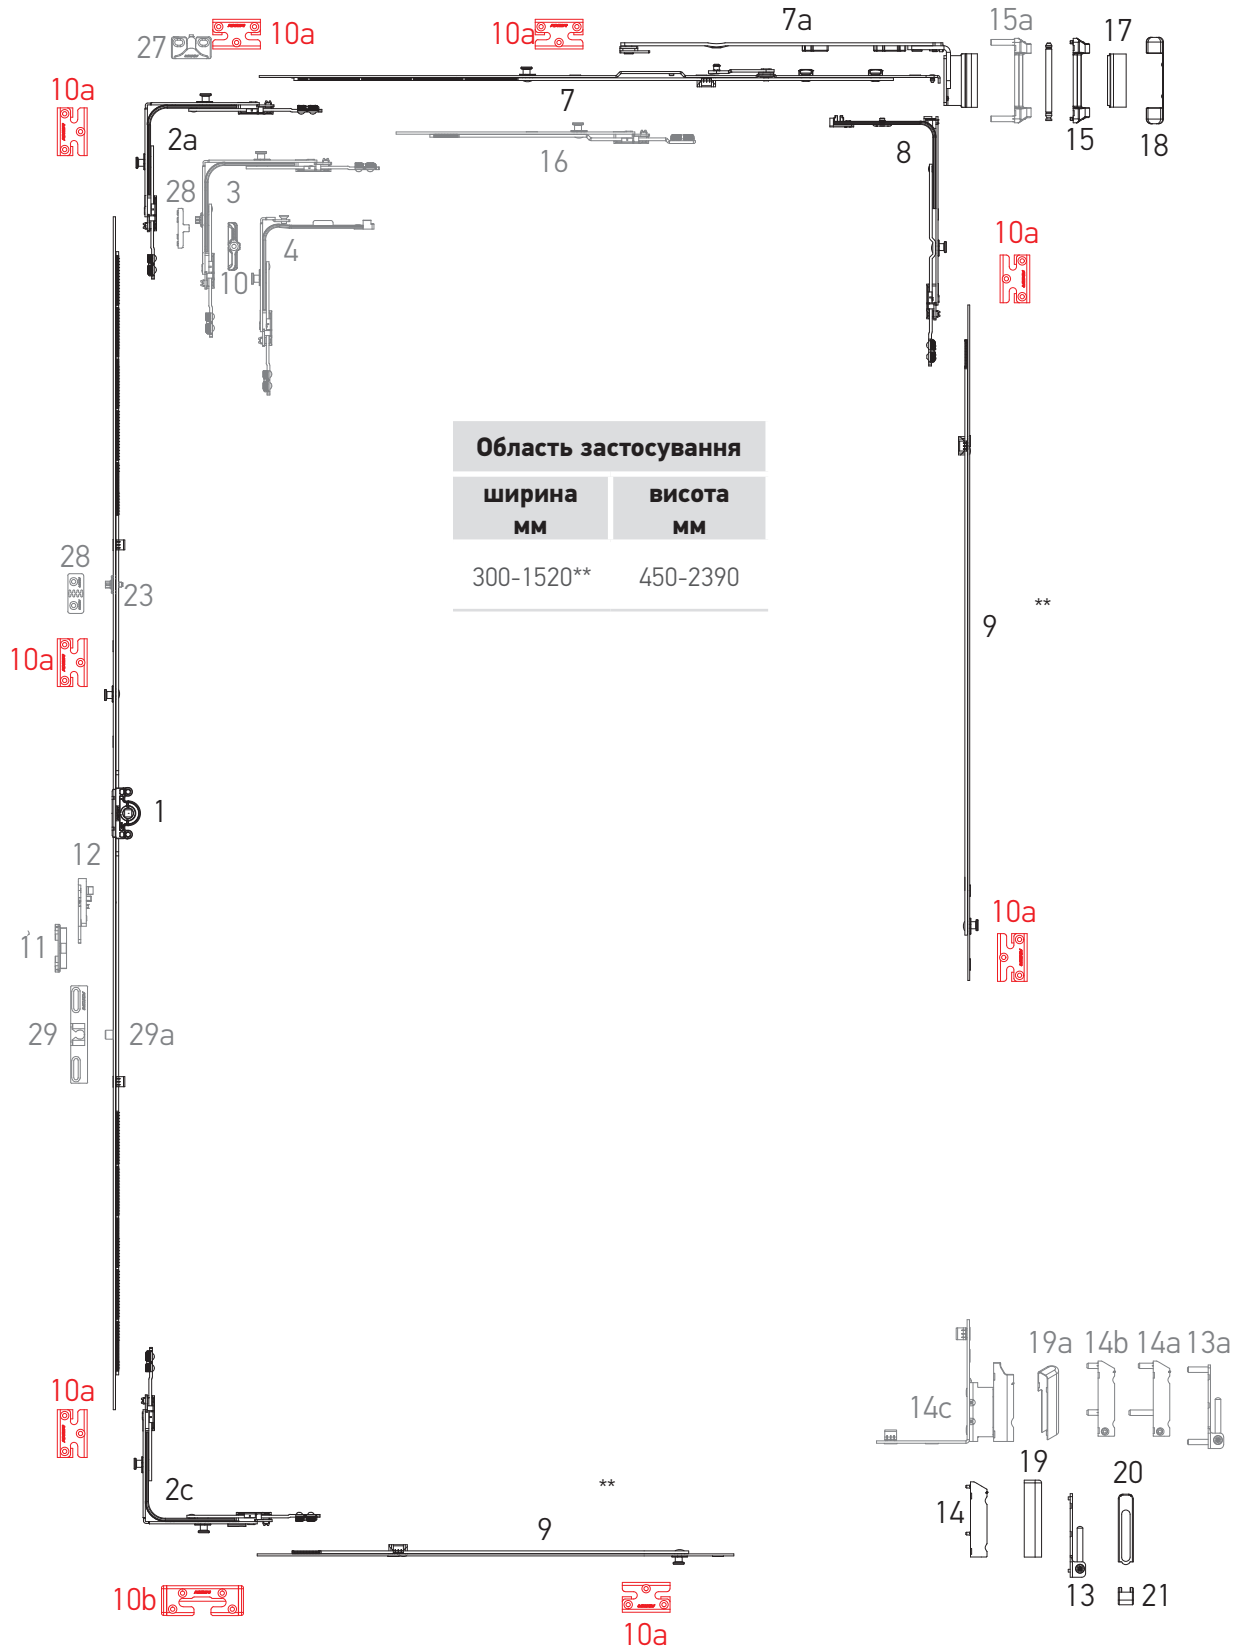 27
10a
10a
7a
15a
17
10a
2a
7
16
8
15
18
28
3
4
10
10a
Область застосування
ширина
мм
висота
мм
300-1520**
450-2390
28
23
10a
9
**
1
12
11
10a
29
29a
10a
2c
**
9
10b
10a
19a
14b
14a
13a
14c
19
20
14
13
21